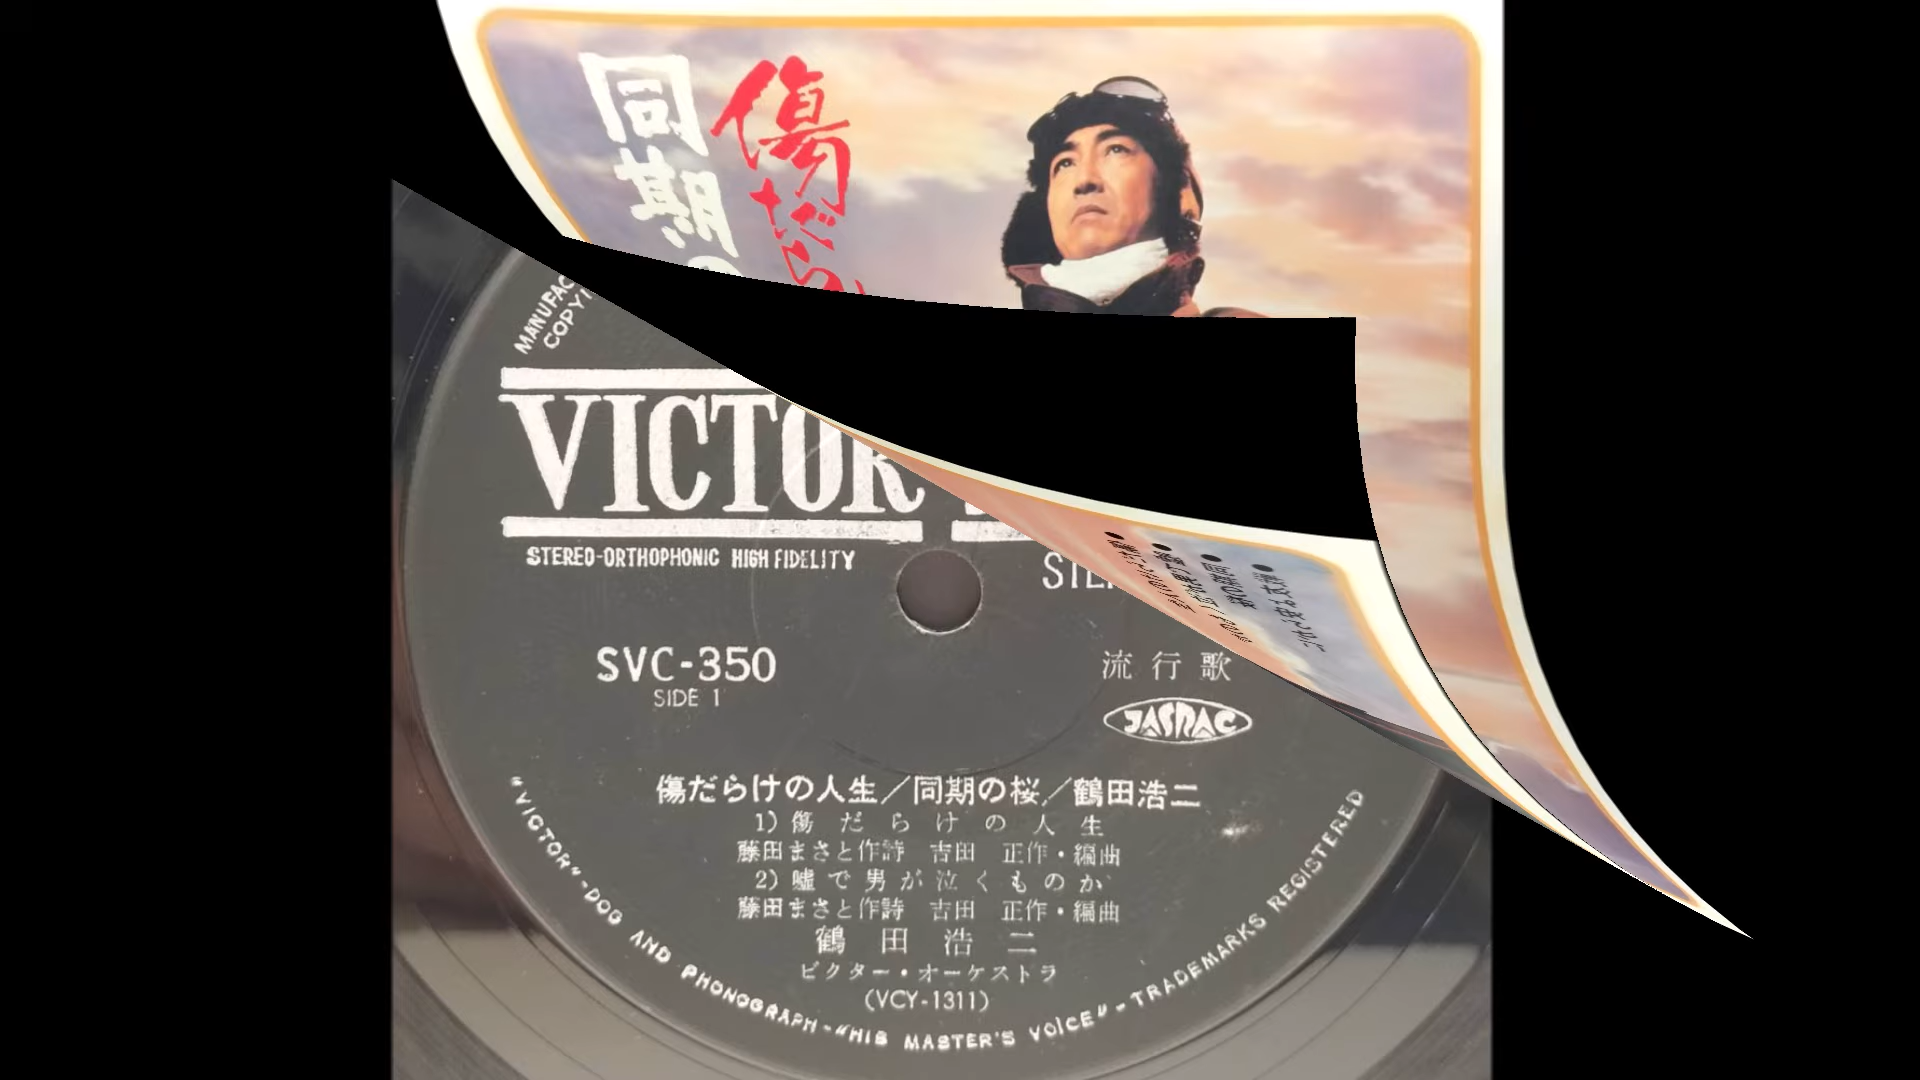 傷だらけ
同期の
MANUFAC
COPYI
VICTOR
STEREO-ORTHOPHONIC HIGH FIDELITY
SVC-350
SIDE 1
流行歌
JASRAC
傷だらけの人生／同期の桜／鶴田浩二
1) 傷だらけの人生
藤田まさと作詩 吉田 正作・編曲
2) 嘘で男が泣くものか
藤田まさと作詩 吉田 正作・編曲
鶴田浩二
ビクター・オーケストラ
(VCY-1311)
"VICTOR"-DOG AND PHONOGRAPH-"HIS MASTER'S VOICE"-TRADEMARKS REGISTERED